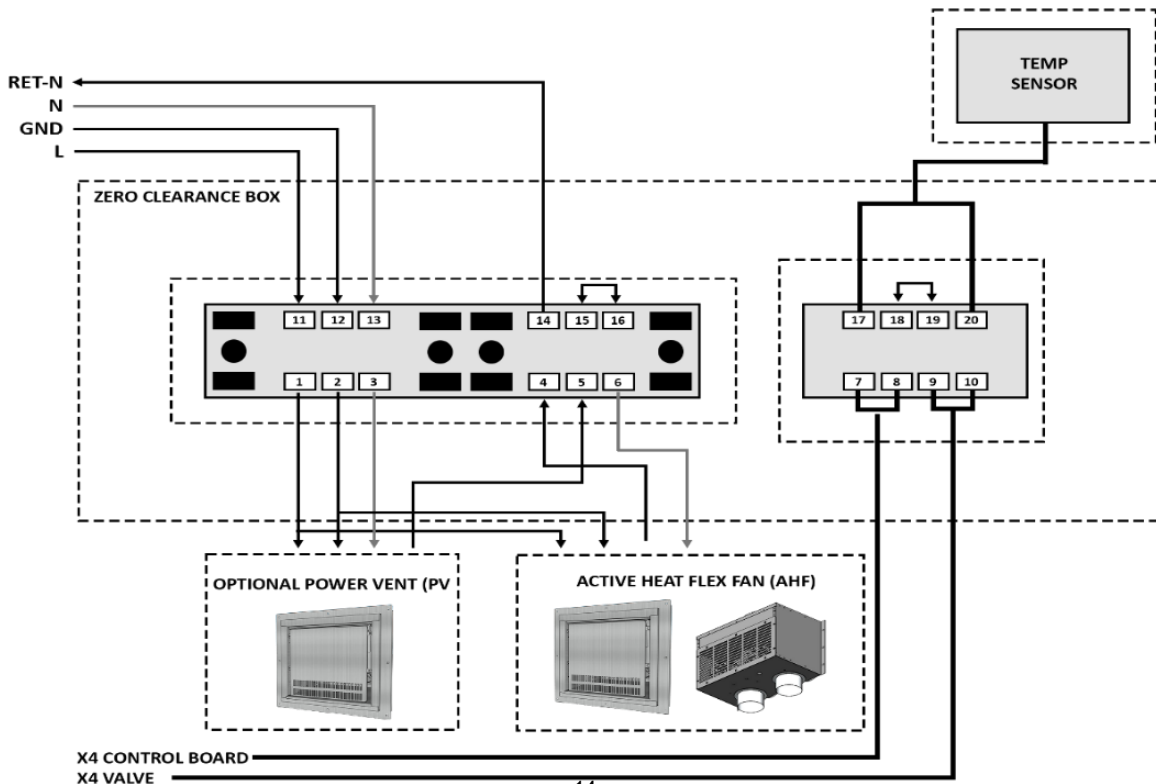 TEMP
SENSOR
RET-N
N
GND
L
ZERO CLEARANCE BOX
11 12 13 14 15 16
17 18 19 20
1 2 3 4 5 6
7 8 9 10
OPTIONAL POWER VENT (PV
ACTIVE HEAT FLEX FAN (AHF)
X4 CONTROL BOARD
X4 VALVE